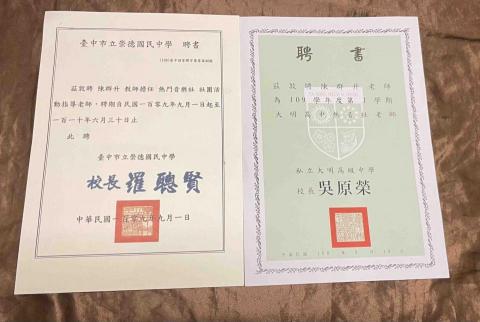 臺中市立崇德國民中學 聘書
茲敦聘 陳群升 教師擔任 熱門音樂社 社團活
動指導老師，聘期自民國一百零九年九月一日起至
一百一十年六月三十日止
此 聘
臺中市立崇德國民中學
校長 羅聰賢
中華民國一百零九年九月一日
聘 書
茲敦聘 陳群升 老師
為109學年度第 學期
大明高中熱音社老師
私立大明高級中學
校長 吳原榮